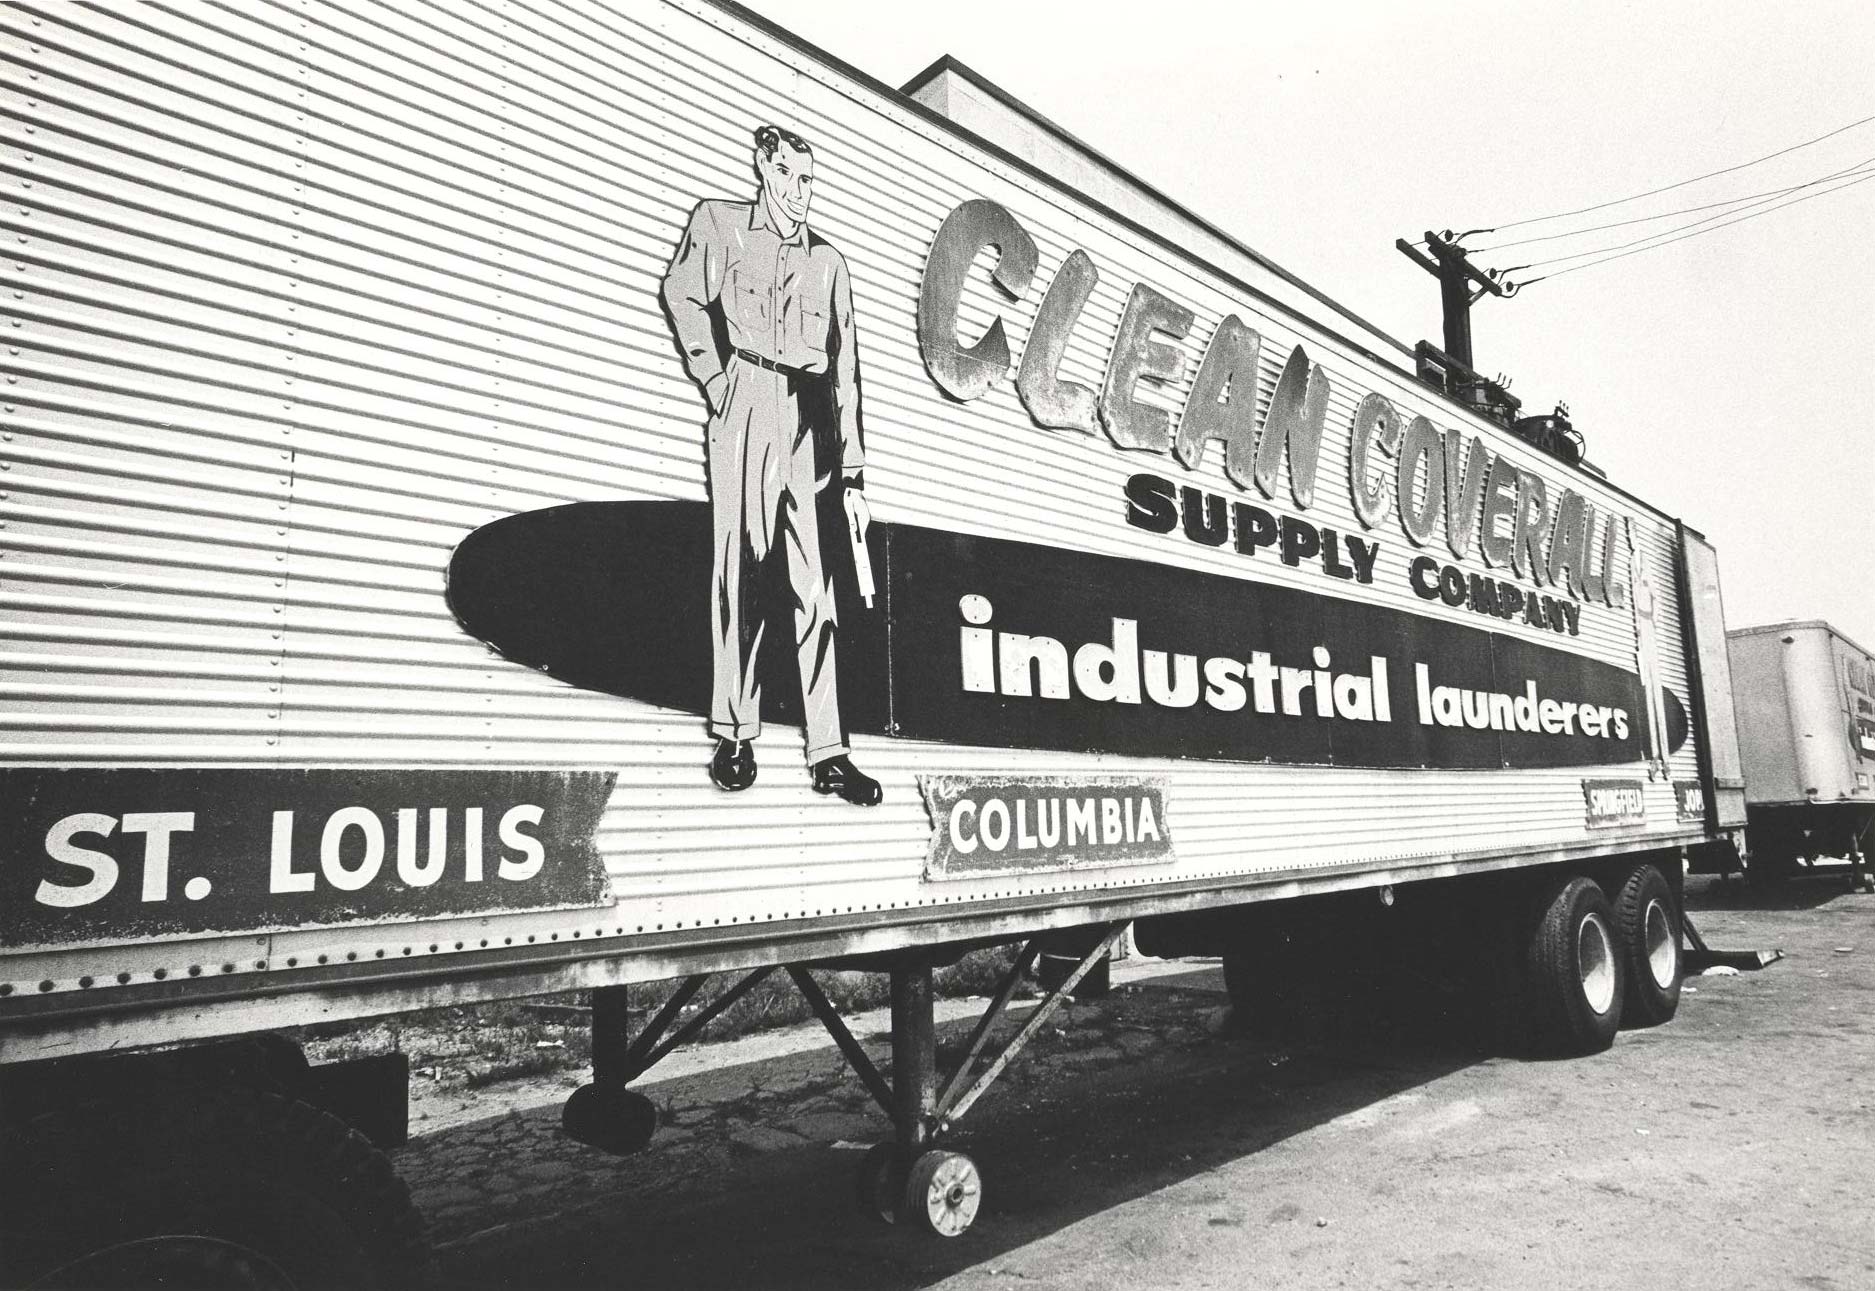 CLEAN COVERALL
SUPPLY COMPANY
industrial launderers
ST. LOUIS
COLUMBIA
SPRINGFIELD